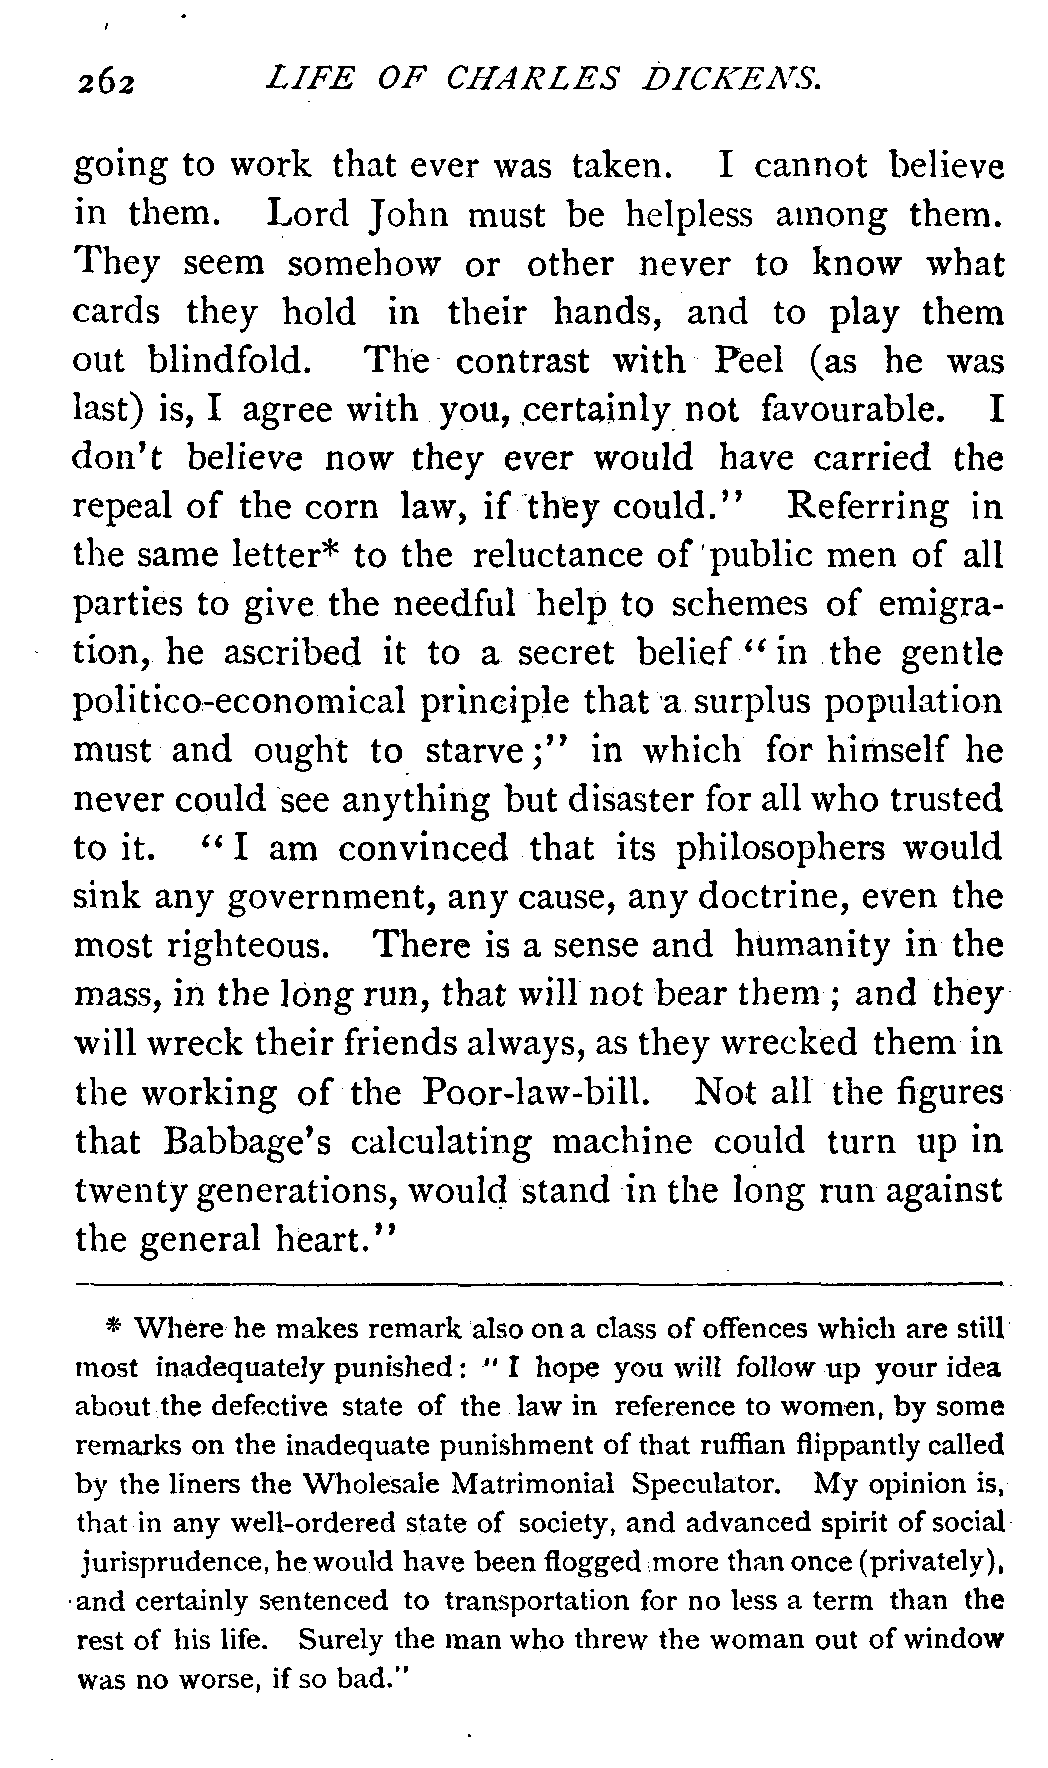 262 LIFE OF CHARLES DICKENS.
going to work that ever was taken. I cannot believe
in them. Lord John must be helpless among them.
They seem somehow or other never to know what
cards they hold in their hands, and to play them
out blindfold. The contrast with Peel (as he was
last) is, I agree with you, certainly not favourable. I
don't believe now they ever would have carried the
repeal of the corn law, if they could." Referring in
the same letter* to the reluctance of public men of all
parties to give the needful help to schemes of emigra-
tion, he ascribed it to a secret belief "in the gentle
politico-economical principle that a surplus population
must and ought to starve;" in which for himself he
never could see anything but disaster for all who trusted
to it. "I am convinced that its philosophers would
sink any government, any cause, any doctrine, even the
most righteous. There is a sense and humanity in the
mass, in the long run, that will not bear them; and they
will wreck their friends always, as they wrecked them in
the working of the Poor-law-bill. Not all the figures
that Babbage's calculating machine could turn up in
twenty generations, would stand in the long run against
the general heart."
* Where he makes remark also on a class of offences which are still
most inadequately punished: "I hope you will follow up your idea
about the defective state of the law in reference to women, by some
remarks on the inadequate punishment of that ruffian flippantly called
by the liners the Wholesale Matrimonial Speculator. My opinion is,
that in any well-ordered state of society, and advanced spirit of social
jurisprudence, he would have been flogged more than once (privately),
and certainly sentenced to transportation for no less a term than the
rest of his life. Surely the man who threw the woman out of window
was no worse, if so bad."